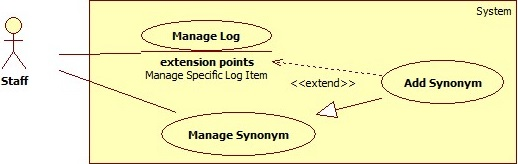 System
Manage Log
extension points
Manage Specific Log Item
<<extend>>
Add Synonym
Staff
Manage Synonym